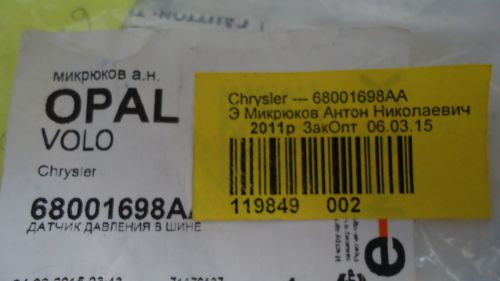 микрюков а.н.
OPAL
VOLO
Chrysler
68001698AA
ДАТЧИК ДАВЛЕНИЯ В ШИНЕ
Chrysler --- 68001698AA
Э Микрюков Антон Николаевич
2011р ЗакОпт 06.03.15
119849 002